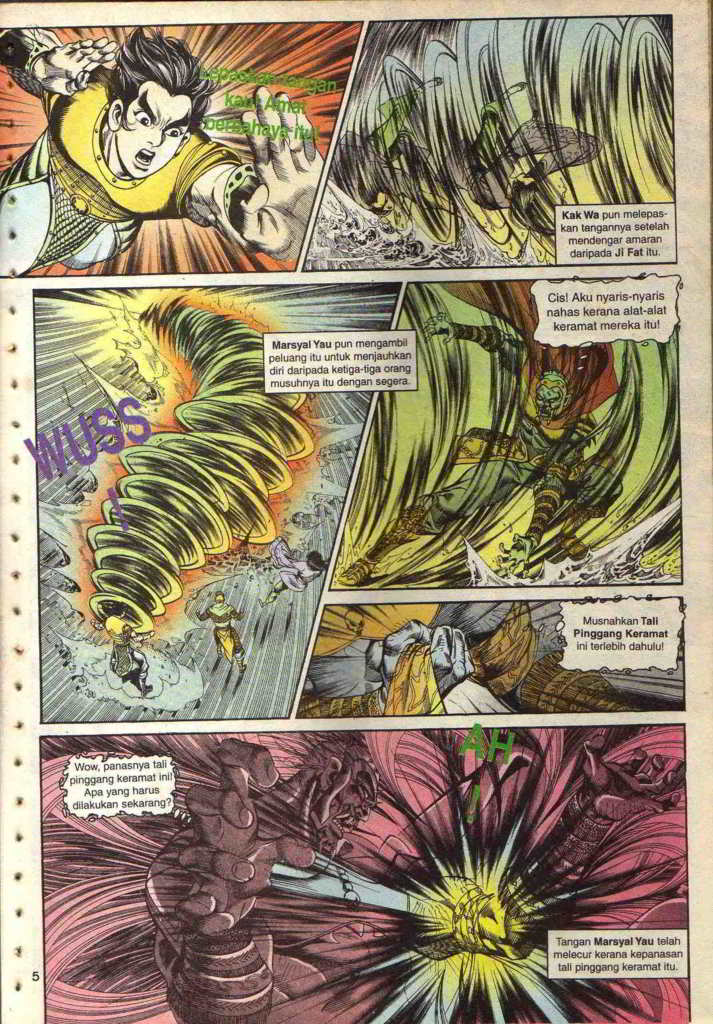 Lepaskan tangan
kau! Amat
berbahaya itu!
Kak Wa pun melepas-
kan tangannya setelah
mendengar amaran
daripada Ji Fat itu.
Marsyal Yau pun mengambil
peluang itu untuk menjauhkan
diri daripada ketiga-tiga orang
musuhnya itu dengan segera.
WUSS
!
Cis! Aku nyaris-nyaris
nahas kerana alat-alat
keramat mereka itu!
Musnahkan Tali
Pinggang Keramat
ini terlebih dahulu!
Wow, panasnya tali
pinggang keramat ini!
Apa yang harus
dilakukan sekarang?
AH
!
Tangan Marsyal Yau telah
melecur kerana kepanasan
tali pinggang keramat itu.
5